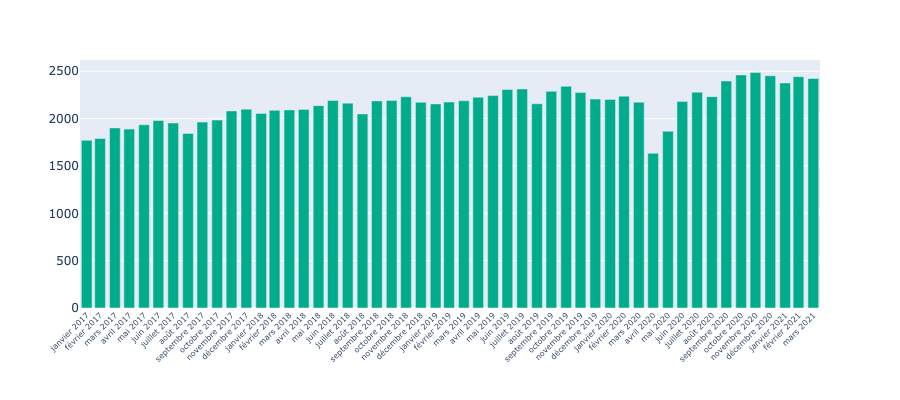 2500
2000
1500
1000
500
0
janvier 2017
février 2017
mars 2017
avril 2017
mai 2017
juin 2017
juillet 2017
août 2017
septembre 2017
octobre 2017
novembre 2017
décembre 2017
janvier 2018
février 2018
mars 2018
avril 2018
mai 2018
juin 2018
juillet 2018
août 2018
septembre 2018
octobre 2018
novembre 2018
décembre 2018
janvier 2019
février 2019
mars 2019
avril 2019
mai 2019
juin 2019
juillet 2019
août 2019
septembre 2019
octobre 2019
novembre 2019
décembre 2019
janvier 2020
février 2020
mars 2020
avril 2020
mai 2020
juin 2020
juillet 2020
août 2020
septembre 2020
octobre 2020
novembre 2020
décembre 2020
janvier 2021
février 2021
mars 2021